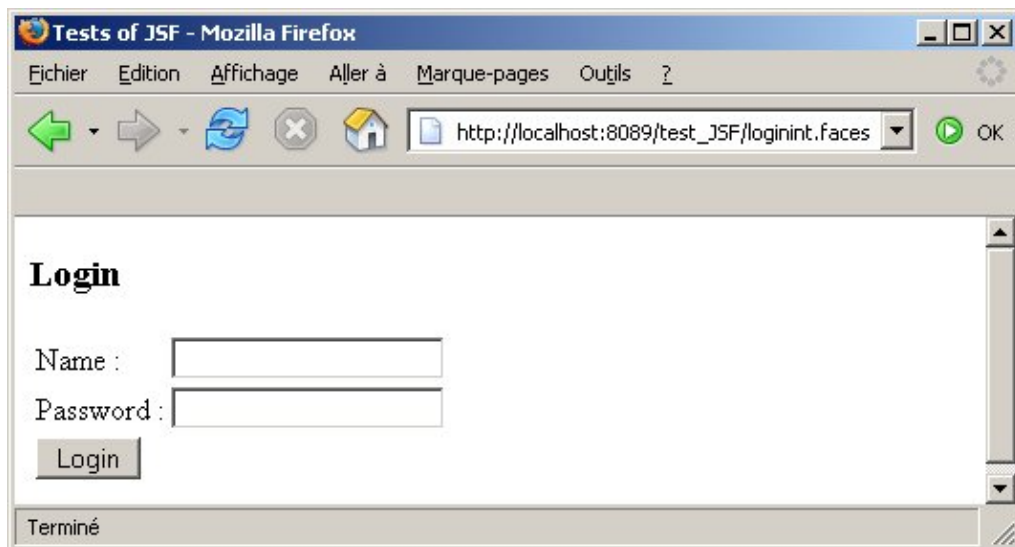 Tests of JSF - Mozilla Firefox
Fichier Edition Affichage Aller à Marque-pages Outils ?
http://localhost:8089/test_JSF/loginint.faces OK
Login
Name :
Password :
Login
Terminé